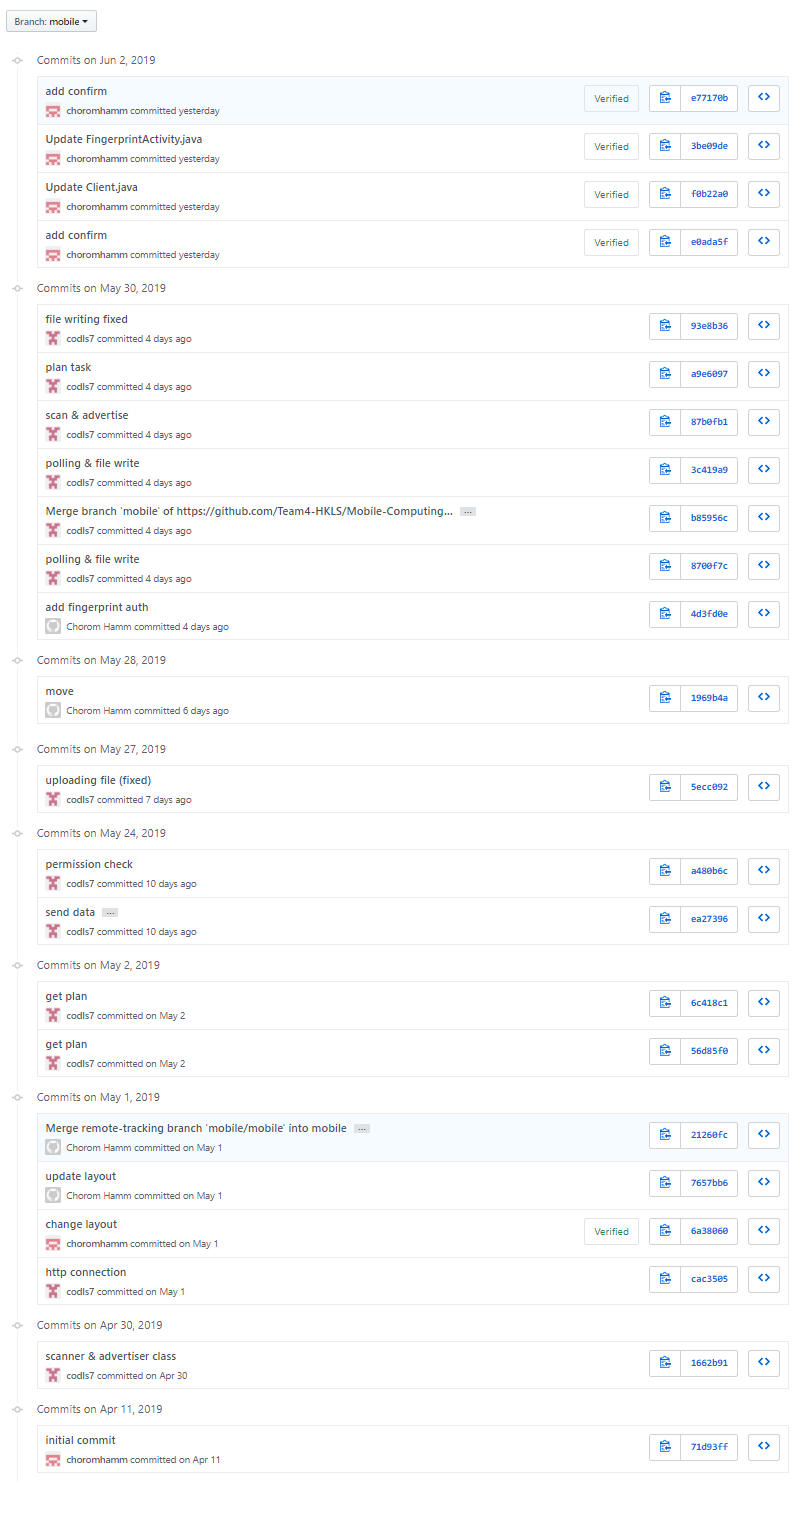 Branch: mobile
Commits on Jun 2, 2019
add confirm
choromhamm committed yesterday
Verified
e77170b
Update FingerprintActivity.java
choromhamm committed yesterday
Verified
3be09de
Update Client.java
choromhamm committed yesterday
Verified
f0b22a0
add confirm
choromhamm committed yesterday
Verified
e0ada5f
Commits on May 30, 2019
file writing fixed
codls7 committed 4 days ago
93e8b36
plan task
codls7 committed 4 days ago
a9e6097
scan & advertise
codls7 committed 4 days ago
87b0fb1
polling & file write
codls7 committed 4 days ago
3c419a9
Merge branch 'mobile' of https://github.com/Team4-HKLS/Mobile-Computing... …
codls7 committed 4 days ago
b85956c
polling & file write
codls7 committed 4 days ago
8700f7c
add fingerprint auth
Chorom Hamm committed 4 days ago
4d3fd0e
Commits on May 28, 2019
move
Chorom Hamm committed 6 days ago
1969b4a
Commits on May 27, 2019
uploading file (fixed)
codls7 committed 7 days ago
5ecc092
Commits on May 24, 2019
permission check
codls7 committed 10 days ago
a480b6c
send data …
codls7 committed 10 days ago
ea27396
Commits on May 2, 2019
get plan
codls7 committed on May 2
6c418c1
get plan
codls7 committed on May 2
56d85f0
Commits on May 1, 2019
Merge remote-tracking branch 'mobile/mobile' into mobile …
Chorom Hamm committed on May 1
21260fc
update layout
Chorom Hamm committed on May 1
7657bb6
change layout
choromhamm committed on May 1
Verified
6a38060
http connection
codls7 committed on May 1
cac3505
Commits on Apr 30, 2019
scanner & advertiser class
codls7 committed on Apr 30
1662b91
Commits on Apr 11, 2019
initial commit
choromhamm committed on Apr 11
71d93ff